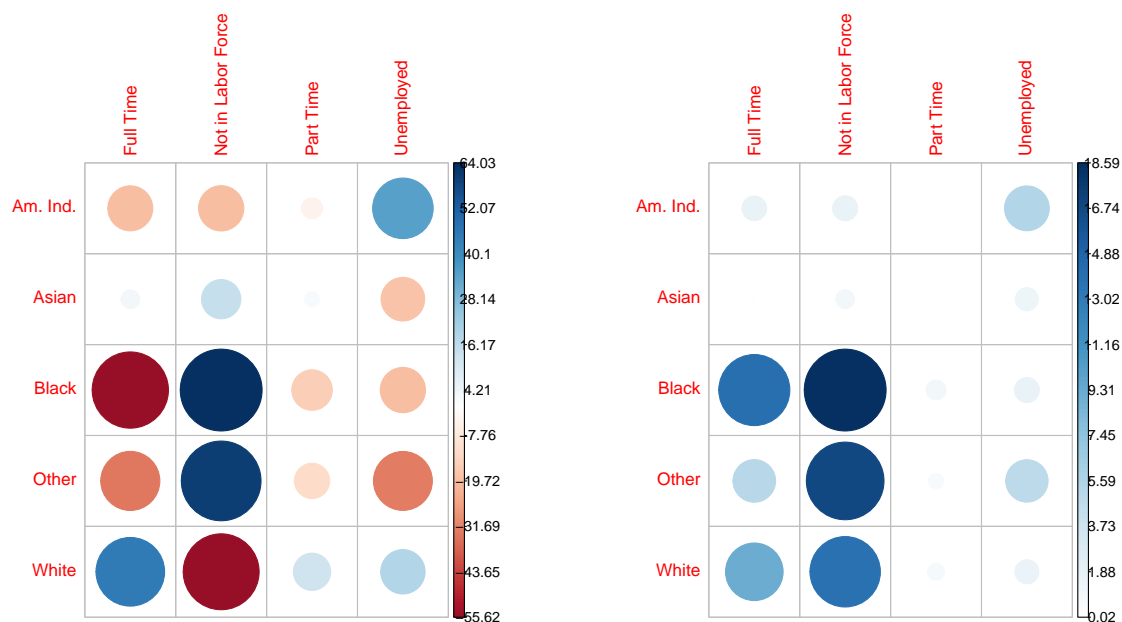 Full Time
Not in Labor Force
Part Time
Unemployed
Am. Ind.
Asian
Black
Other
White
64.03
52.07
40.1
28.14
16.17
4.21
-7.76
-19.72
-31.69
-43.65
-55.62
Full Time
Not in Labor Force
Part Time
Unemployed
Am. Ind.
Asian
Black
Other
White
18.59
16.74
14.88
13.02
11.16
9.31
7.45
5.59
3.73
1.88
0.02